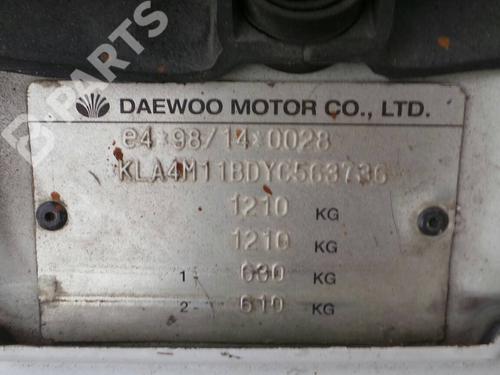 B PARTS
DAEWOO MOTOR CO., LTD.
e4*98/14*0028
KLA4M11BDYC563736
1210 KG
1210 KG
1- 630 KG
2- 610 KG